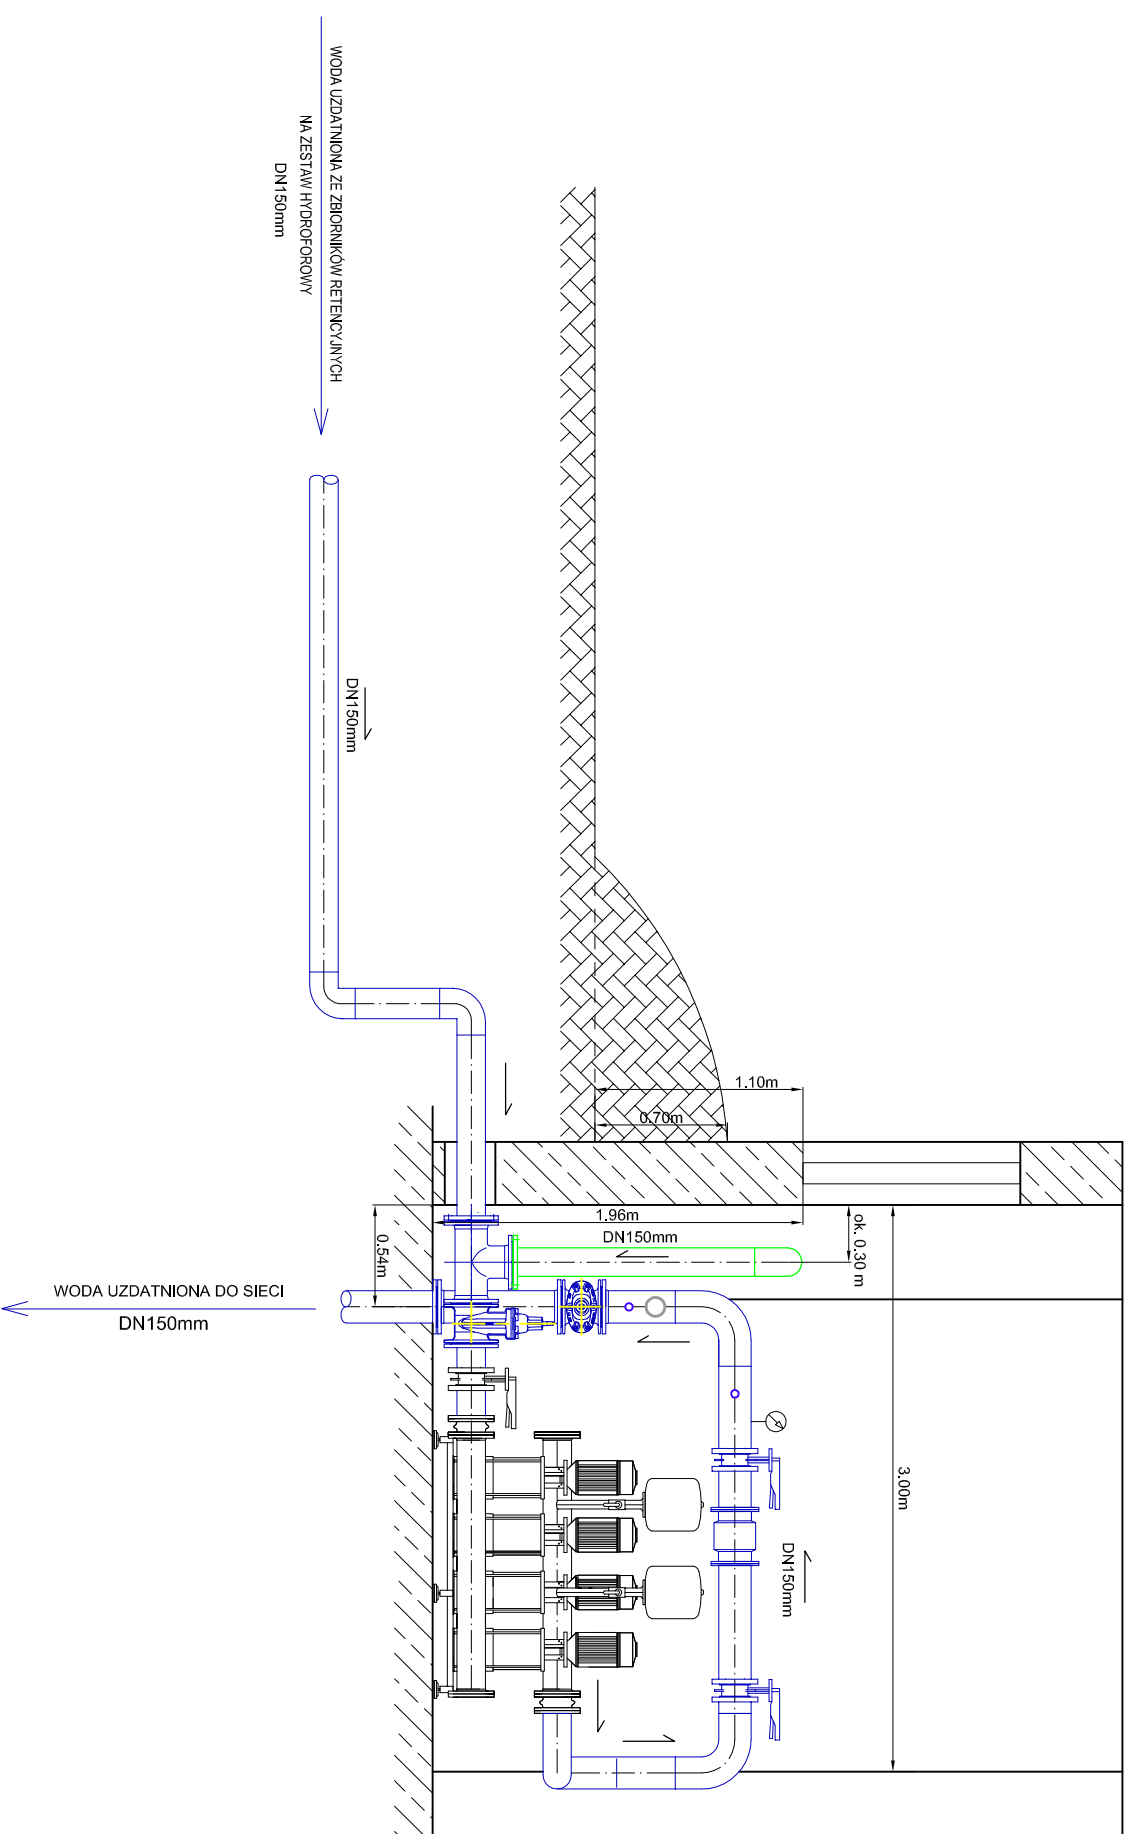 WODA UZDATNIONA ZE ZBIORNIKÓW RETENCYJNYCH
NA ZESTAW HYDROFOROWY
DN150mm
DN150mm
1.10m
0.70m
1.96m
DN150mm
ok. 0.30 m
0.54m
WODA UZDATNIONA DO SIECI
DN150mm
3.00m
DN150mm